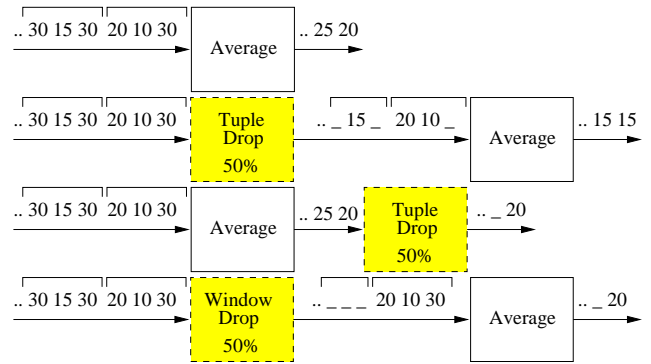 .. 30 15 30 20 10 30
Average
.. 25 20
.. 30 15 30 20 10 30
Tuple
Drop
50%
.. _ 15 _ 20 10 _
Average
.. 15 15
.. 30 15 30 20 10 30
Average
.. 25 20
Tuple
Drop
50%
.. _ 20
.. 30 15 30 20 10 30
Window
Drop
50%
.. _ _ _ 20 10 30
Average
.. _ 20